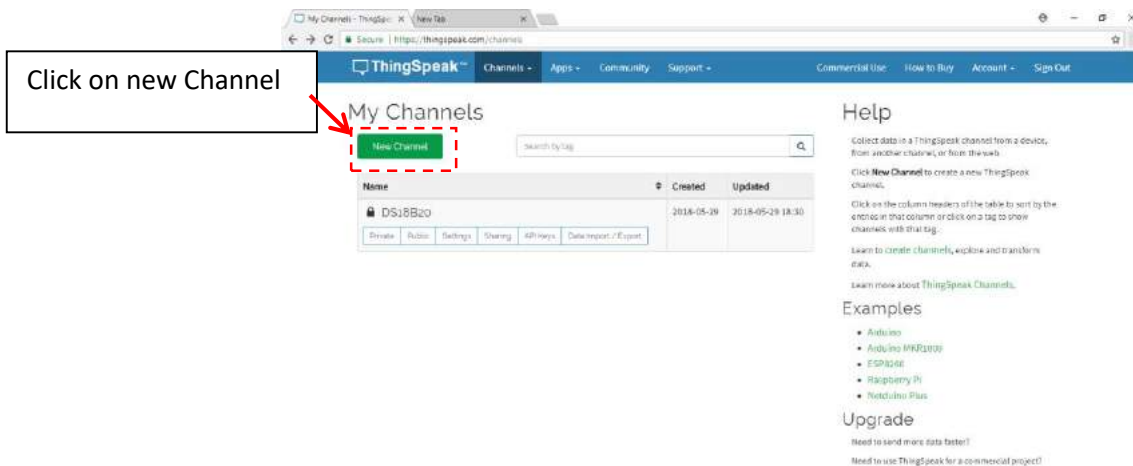 My Channels - ThingSpe
New Tab
Secure | https://thingspeak.com/channels
Click on new Channel
ThingSpeak™ Channels Apps Community Support Commercial Use How to Buy Account Sign Out
My Channels
New Channel
Search by tag
Name Created Updated
DS18B20 2018-05-29 2018-05-29 18:30
Private Public Settings Sharing API Keys Data Import / Export
Help
Collect data in a ThingSpeak channel from a device,
from another channel, or from the web.
Click New Channel to create a new ThingSpeak
channel.
Click on the column headers of the table to sort by the
entries in that column or click on a tag to show
channels with that tag.
Learn to create channels, explore and transform
data.
Learn more about ThingSpeak Channels.
Examples
Arduino
Arduino MKR1000
ESP8266
Raspberry Pi
Netduino Plus
Upgrade
Need to send more data faster?
Need to use ThingSpeak for a commercial project?